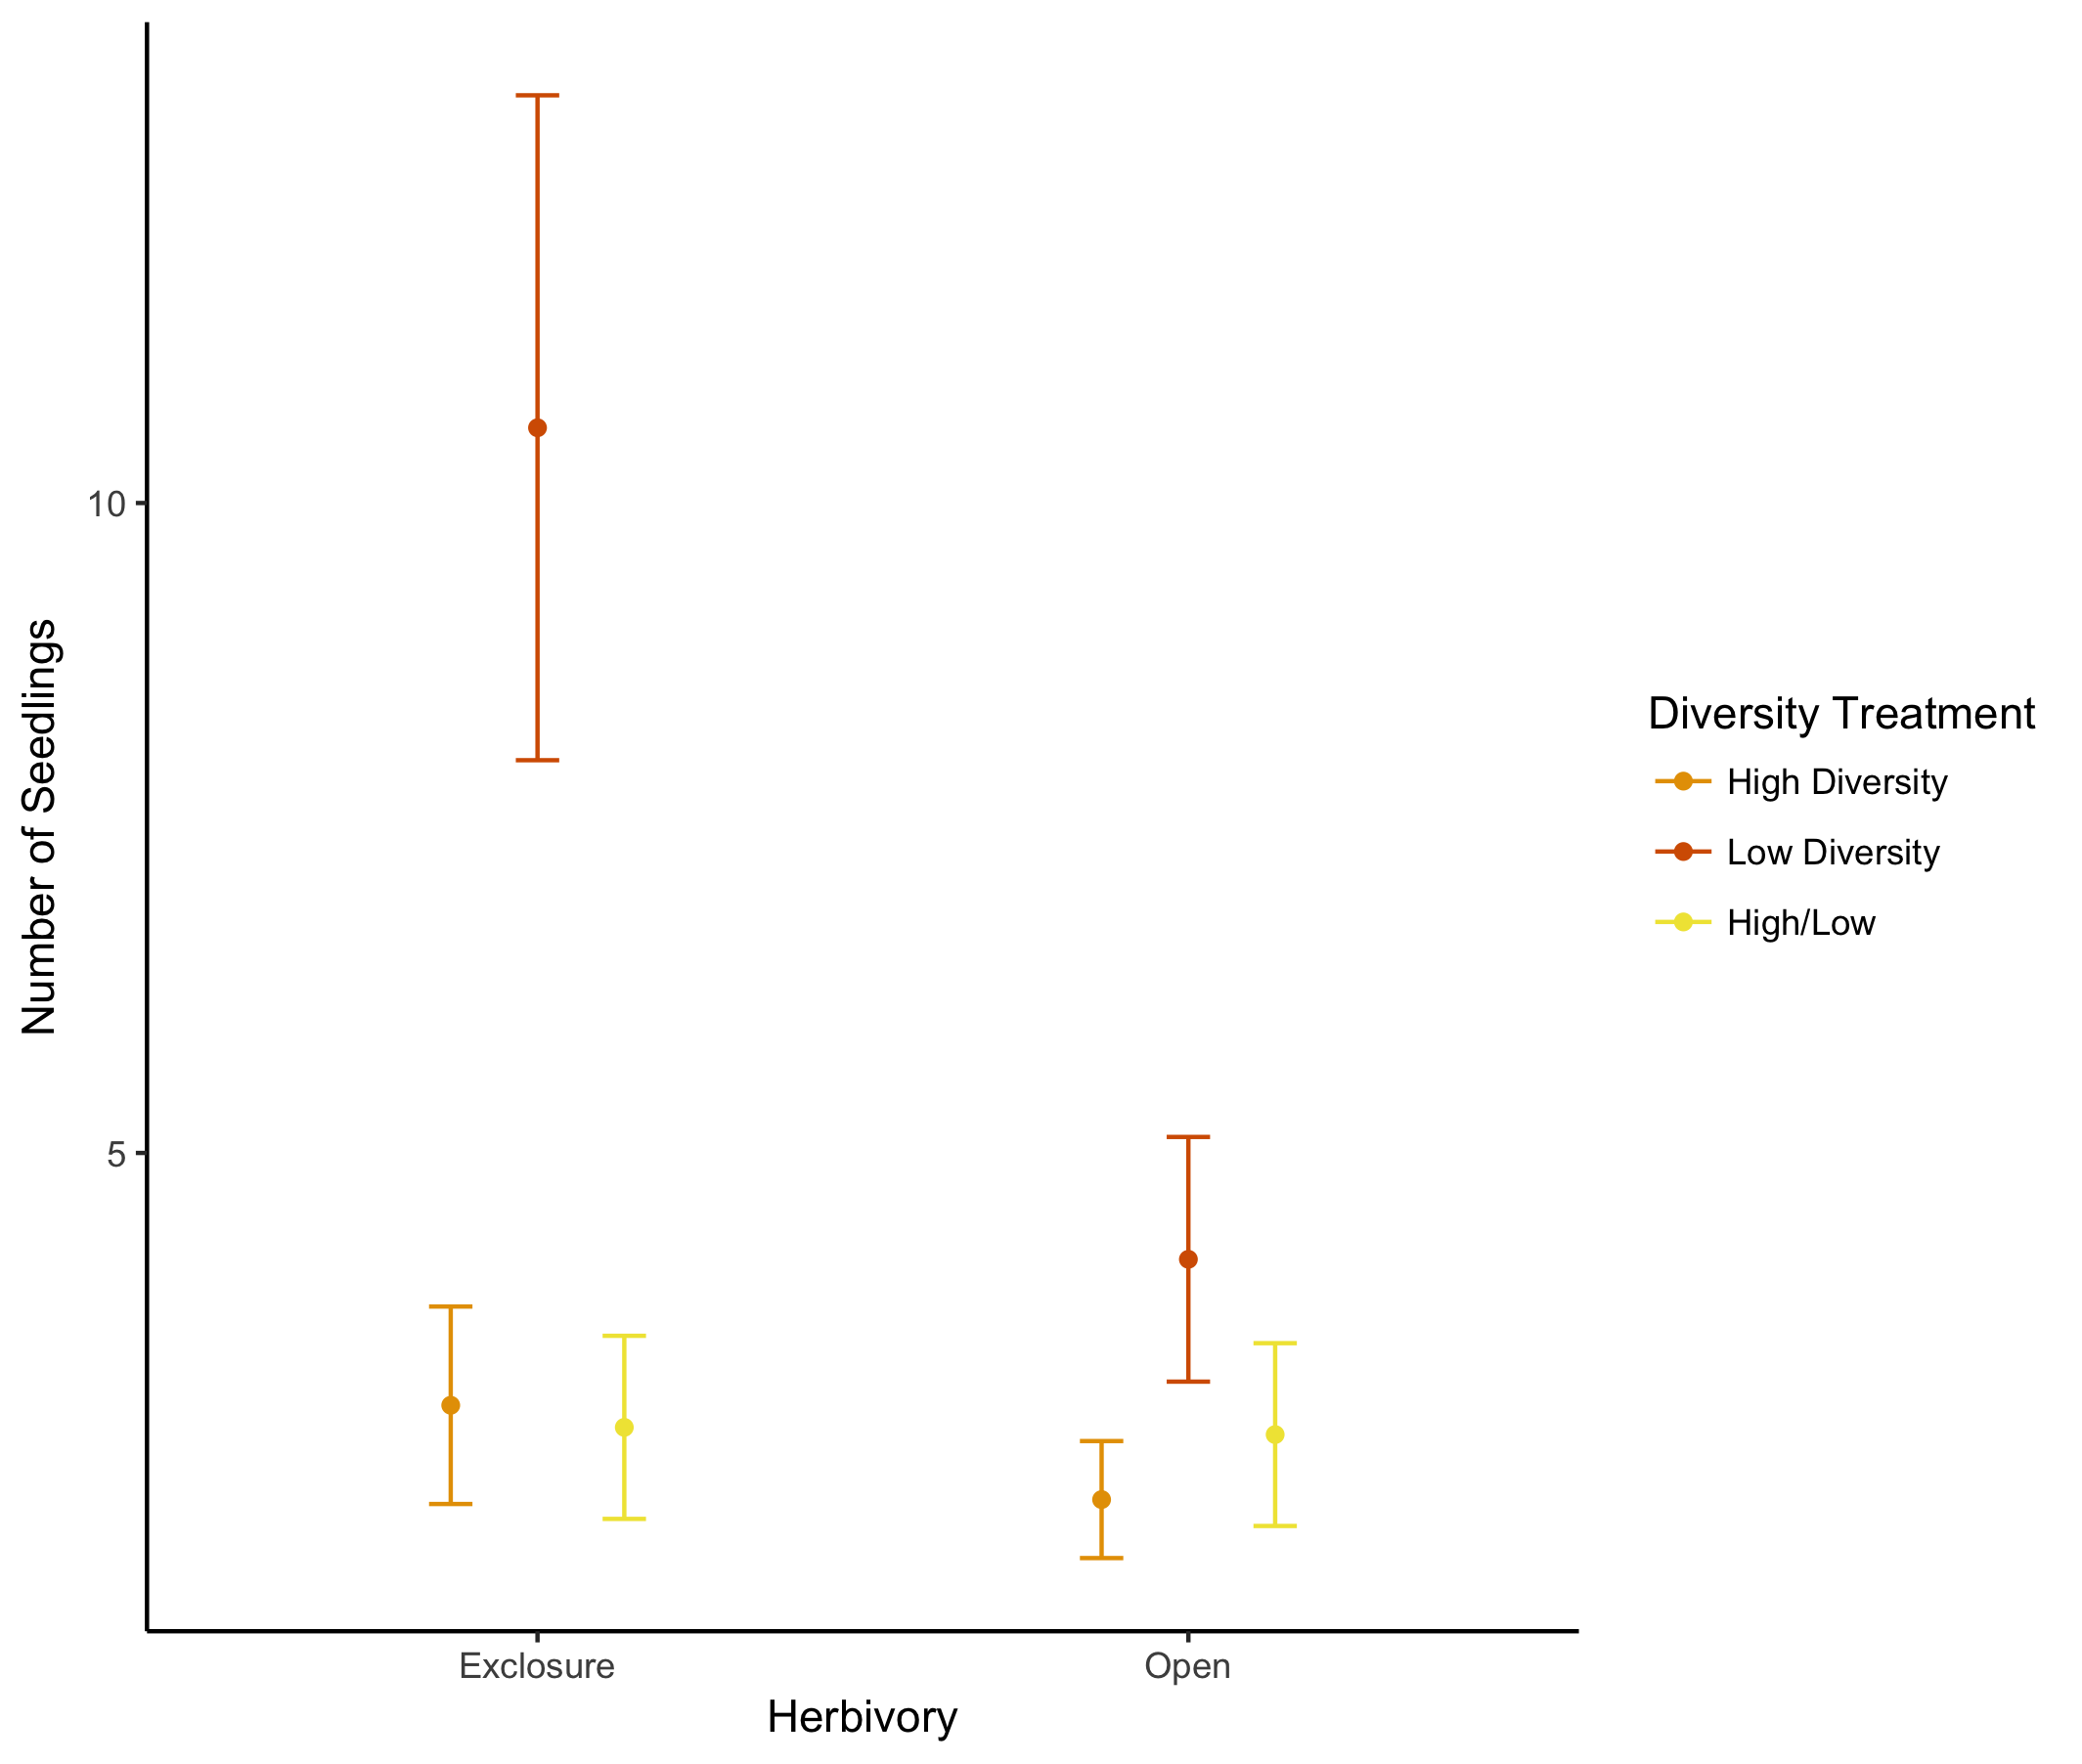 10
5
Number of Seedlings
Exclosure
Open
Herbivory
Diversity Treatment
High Diversity
Low Diversity
High/Low